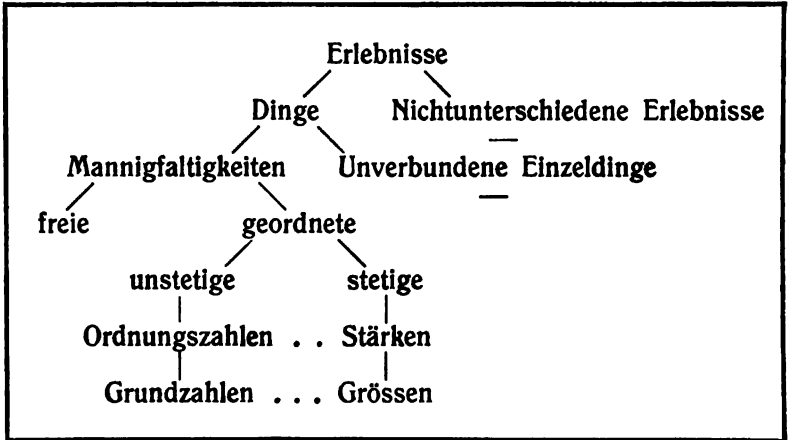 Erlebnisse
Dinge Nichtunterschiedene Erlebnisse
Mannigfaltigkeiten Unverbundene Einzeldinge
freie geordnete
unstetige stetige
Ordnungszahlen . . Stärken
Grundzahlen . . . Grössen